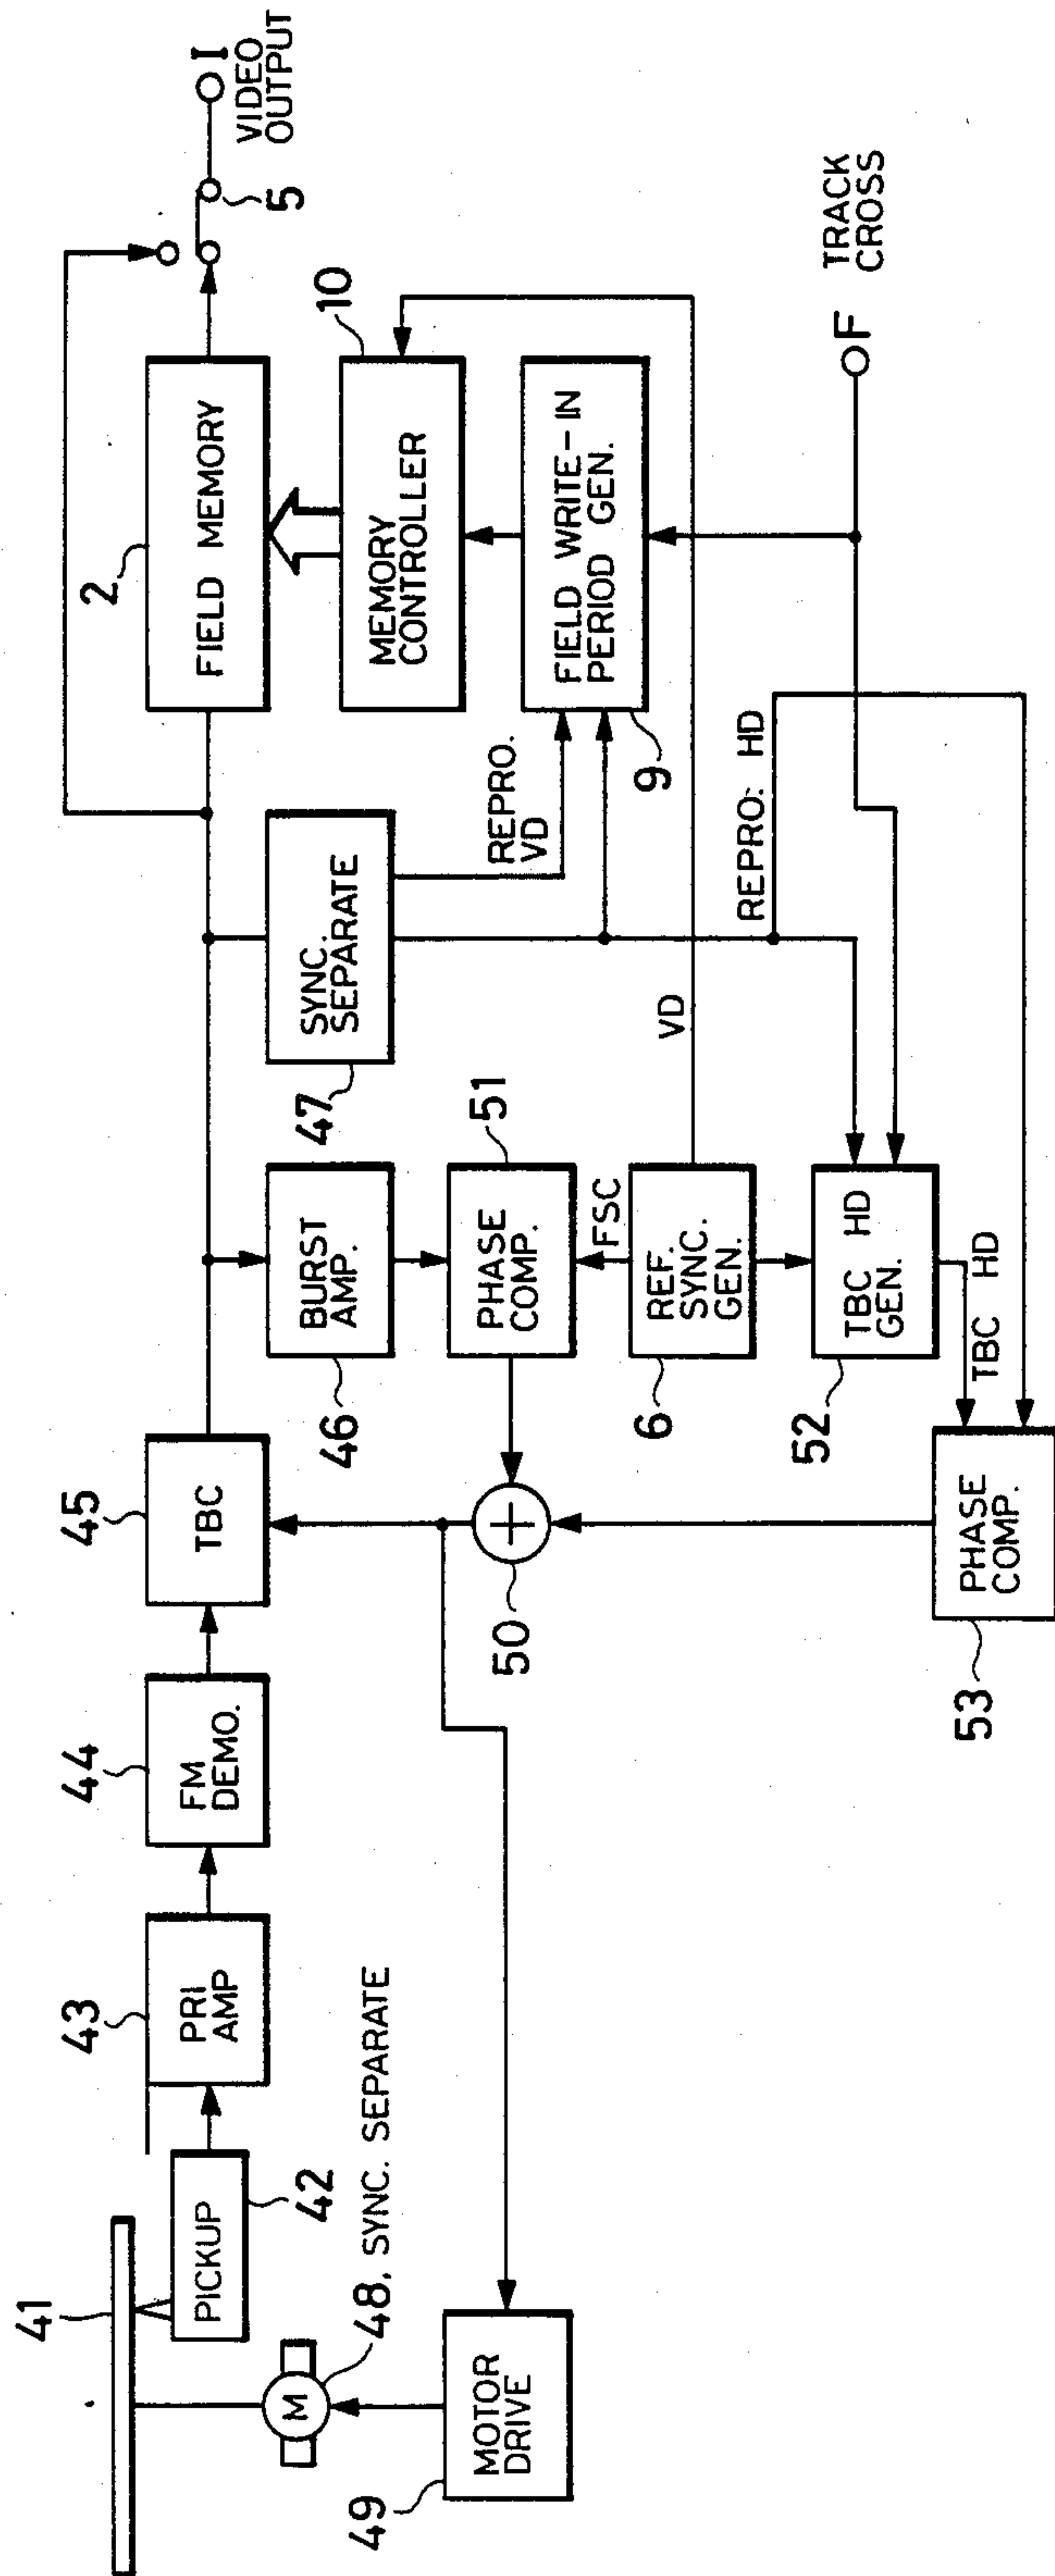 41
PICKUP
42
43
PRI
AMP
44
FM
DEMO.
45
TBC
2
FIELD MEMORY
5
I
VIDEO
OUTPUT
M
48, SYNC. SEPARATE
49
MOTOR
DRIVE
50
+
46
BURST
AMP.
51
PHASE
COMP.
FSC
6
REF.
SYNC.
GEN.
VD
52
TBC HD
GEN.
TBC HD
53
PHASE
COMP.
47
SYNC.
SEPARATE
REPRO.
VD
REPRO: HD
10
MEMORY
CONTROLLER
9
FIELD WRITE-IN
PERIOD GEN.
F
TRACK
CROSS